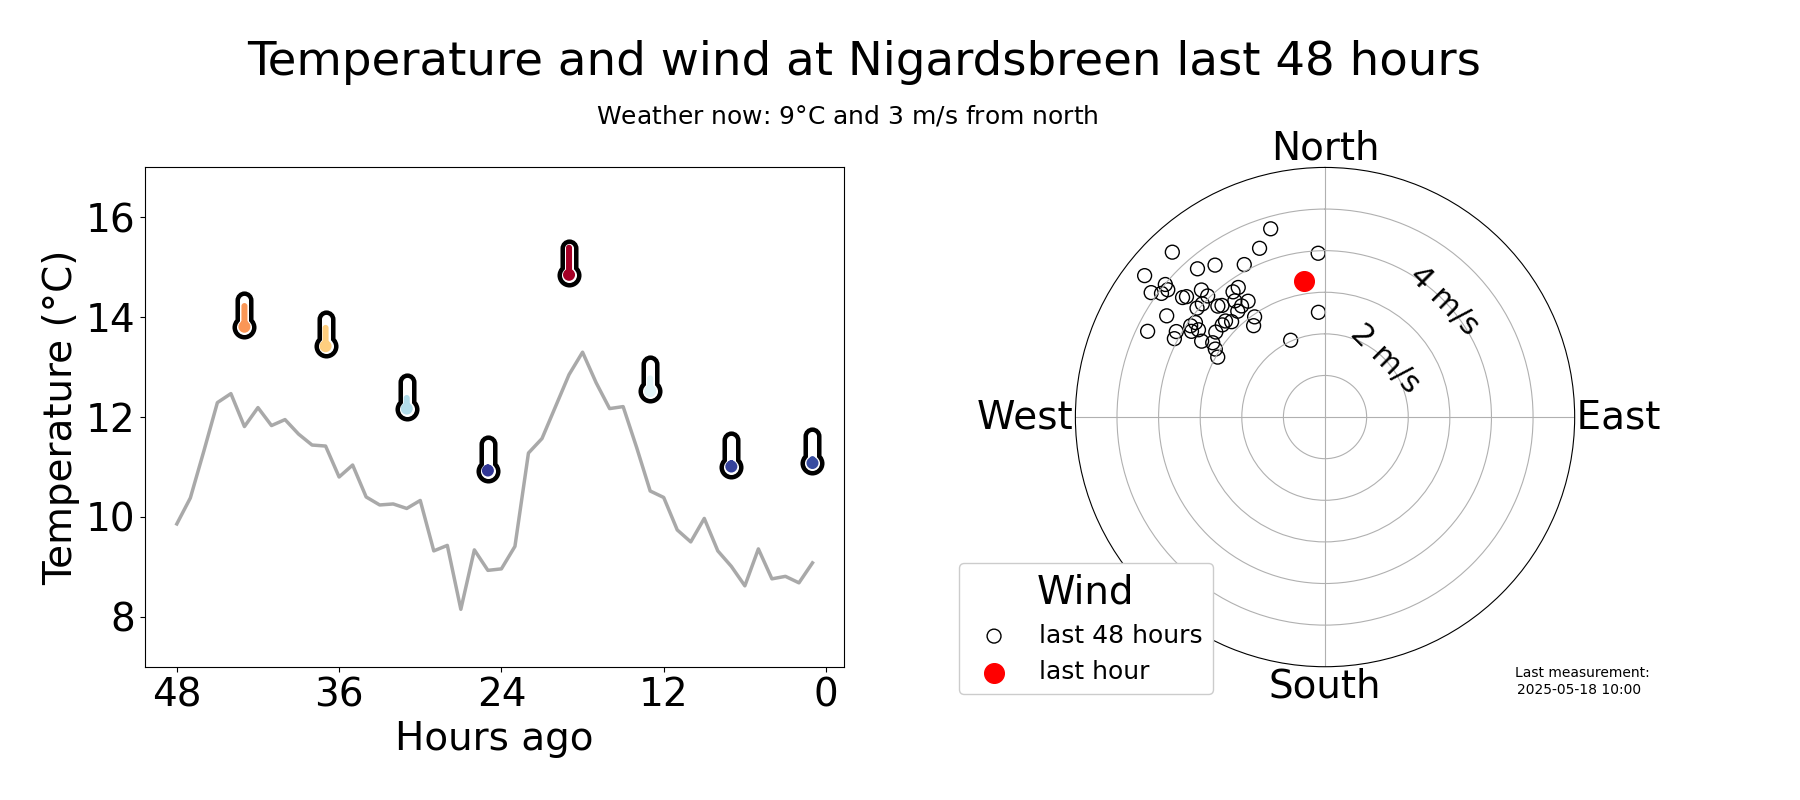 Temperature and wind at Nigardsbreen last 48 hours
Weather now: 9°C and 3 m/s from north
Temperature (°C)
16
14
12
10
8
48 36 24 12 0
Hours ago
North
West
East
South
4 m/s
2 m/s
Wind
last 48 hours
last hour
Last measurement:
2025-05-18 10:00